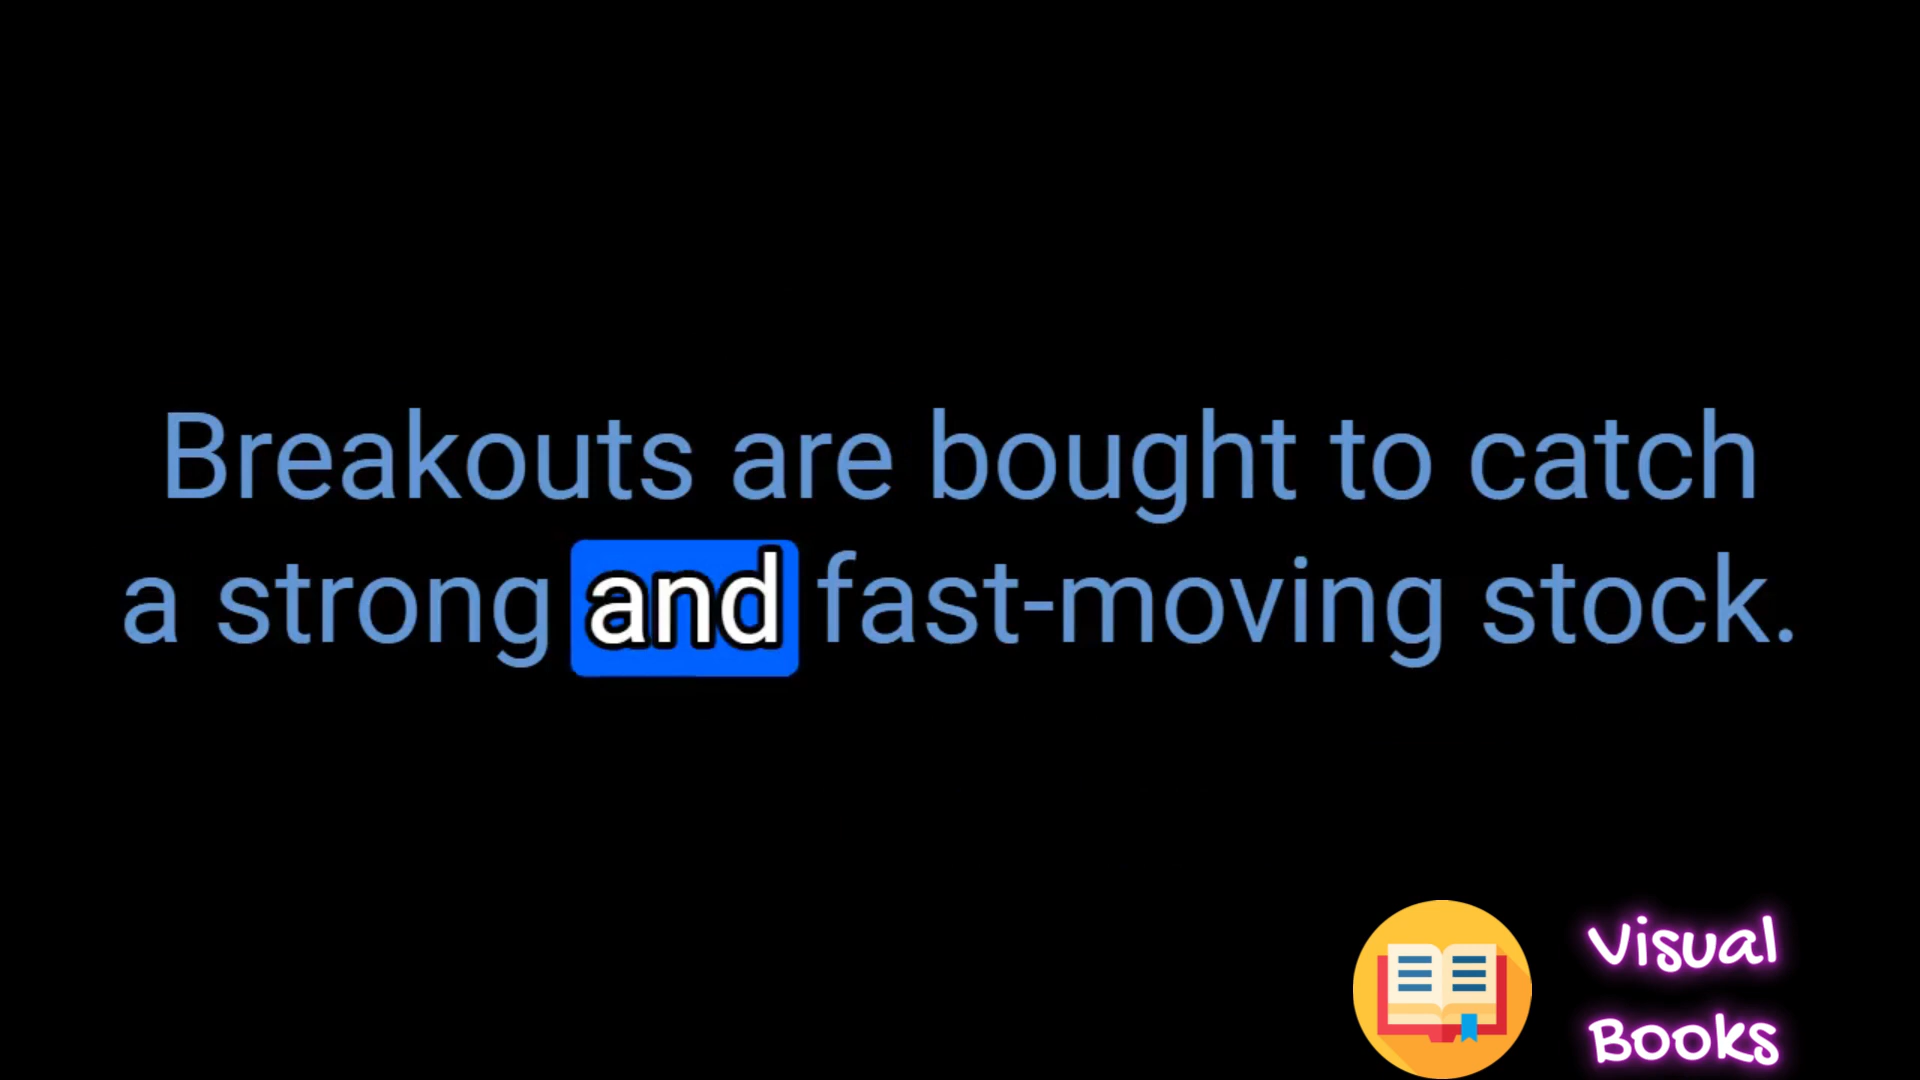 Breakouts are bought to catch
a strong and fast-moving stock.
Visual
Books